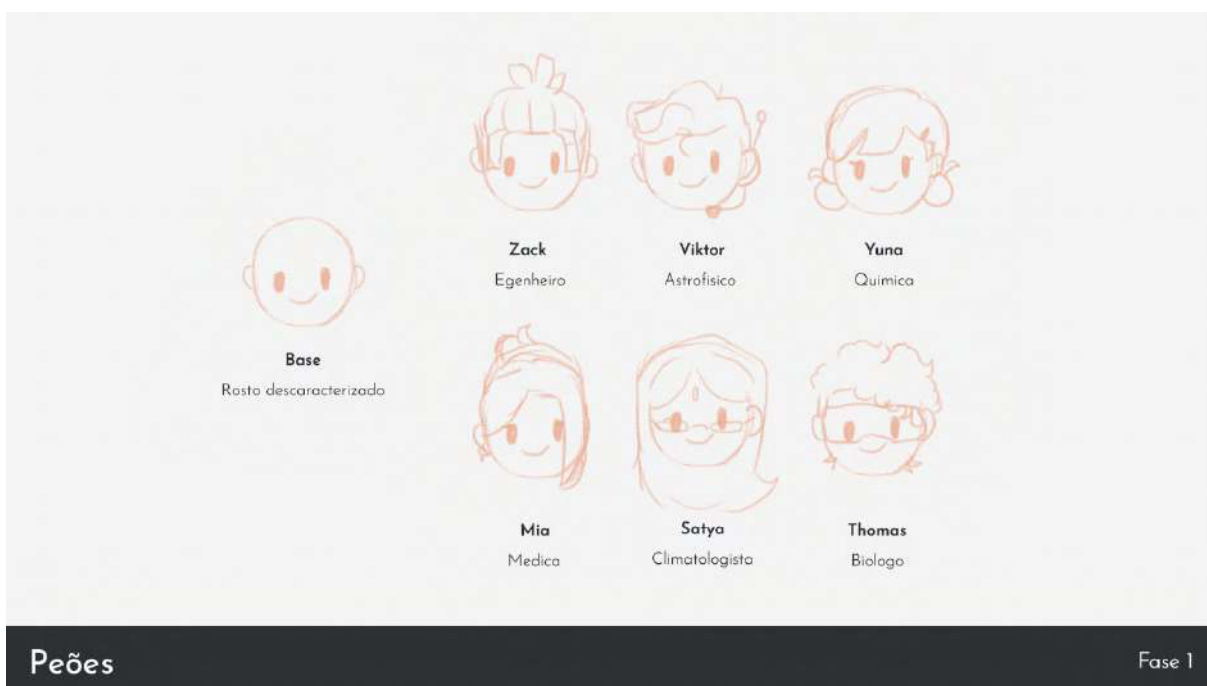 Zack
Egenheiro
Viktor
Astrofisico
Yuna
Quimica
Base
Rosto descaracterizado
Mia
Medica
Satya
Climatologista
Thomas
Biologo
Peões
Fase 1